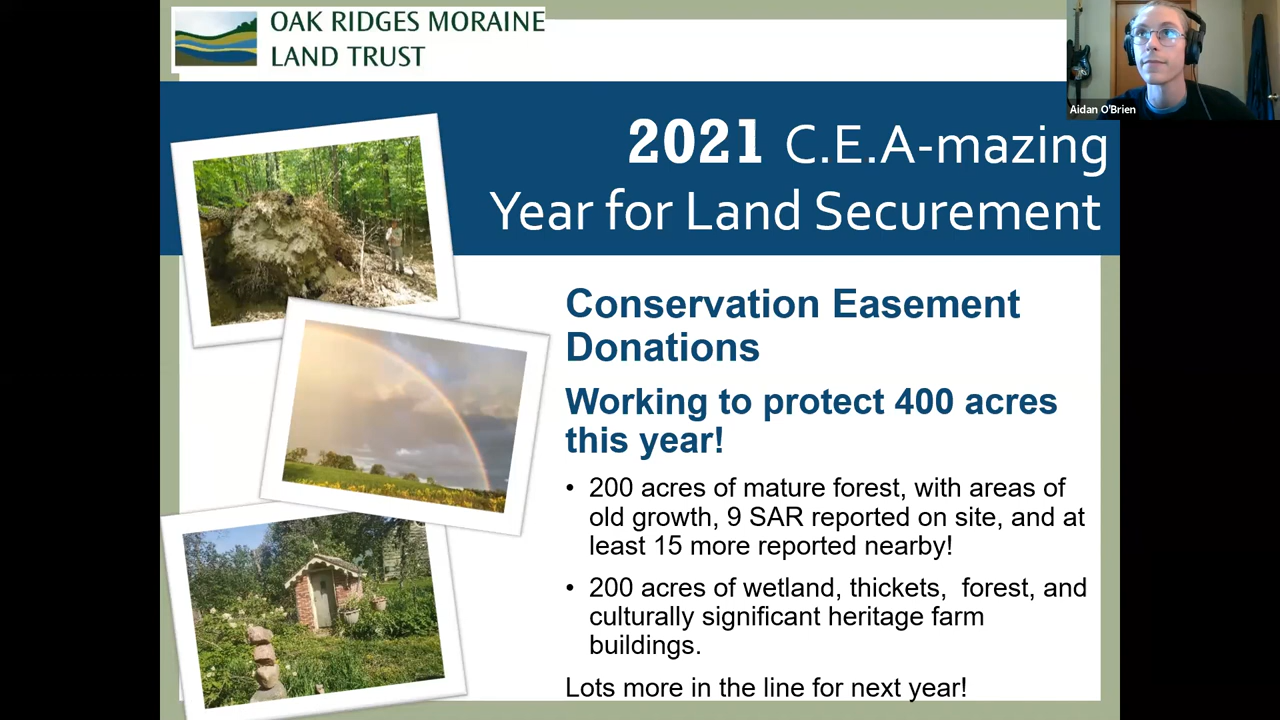 OAK RIDGES MORAINE
LAND TRUST
Aidan O'Brien
2021 C.E.A-mazing
Year for Land Securement
Conservation Easement
Donations
Working to protect 400 acres
this year!
• 200 acres of mature forest, with areas of
old growth, 9 SAR reported on site, and at
least 15 more reported nearby!
• 200 acres of wetland, thickets,  forest, and
culturally significant heritage farm
buildings.
Lots more in the line for next year!